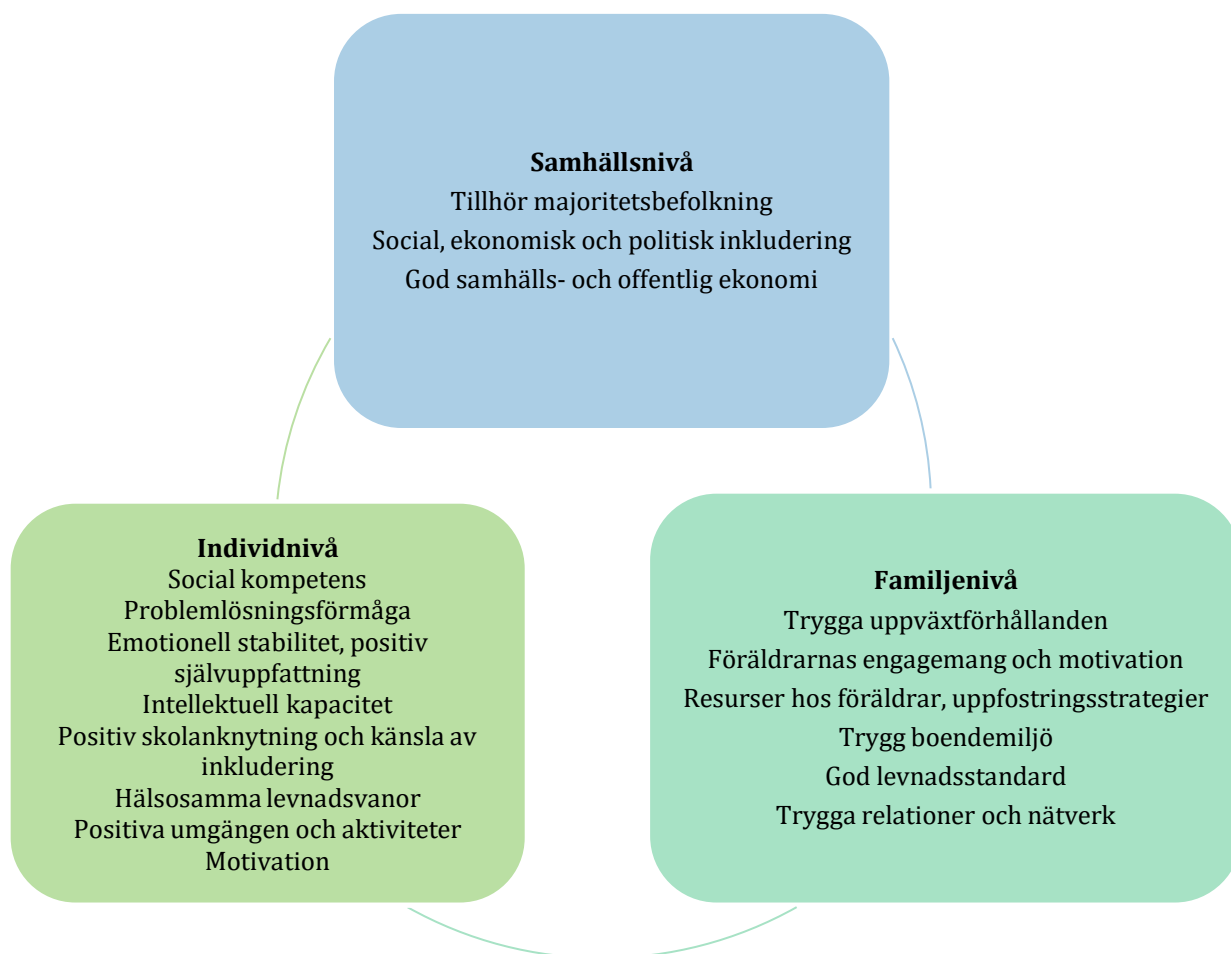 Samhällsnivå
Tillhör majoritetsbefolkning
Social, ekonomisk och politisk inkludering
God samhälls- och offentlig ekonomi
Individnivå
Social kompetens
Problemlösningsförmåga
Emotionell stabilitet, positiv
självuppfattning
Intellektuell kapacitet
Positiv skolanknytning och känsla av
inkludering
Hälsosamma levnadsvanor
Positiva umgängen och aktiviteter
Motivation
Familjenivå
Trygga uppväxtförhållanden
Föräldrarnas engagemang och motivation
Resurser hos föräldrar, uppfostringsstrategier
Trygg boendemiljö
God levnadsstandard
Trygga relationer och nätverk